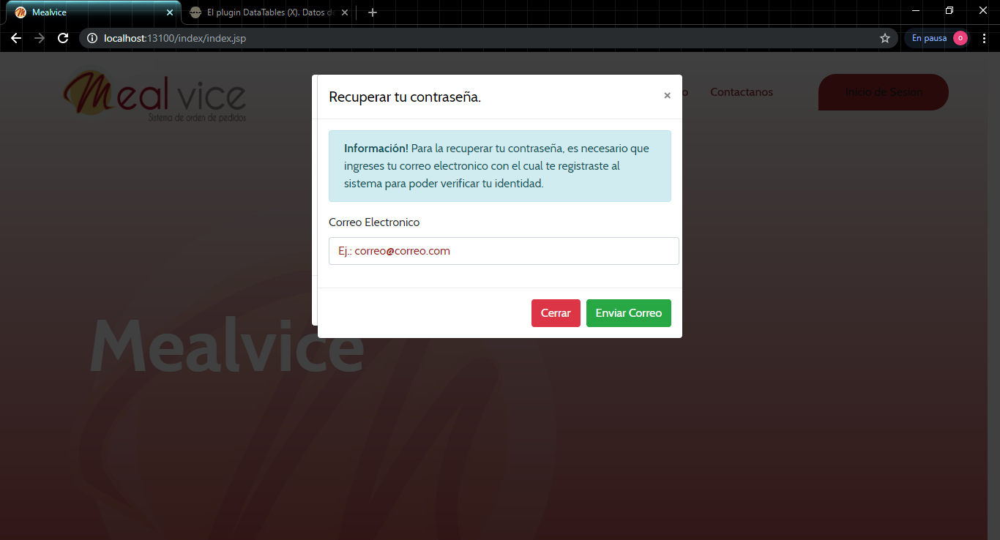 Mealvice
El plugin DataTables (X). Datos de
localhost:13100/index/index.jsp
En pausa
o
Mealvice
Sistema de orden de pedidos
o
Contactanos
Inicio de Sesion
Recuperar tu contraseña.
×
Información! Para la recuperar tu contraseña, es necesario que
ingreses tu correo electronico con el cual te registraste al
sistema para poder verificar tu identidad.
Correo Electronico
Ej.: correo@correo.com
Cerrar
Enviar Correo
Mealvice